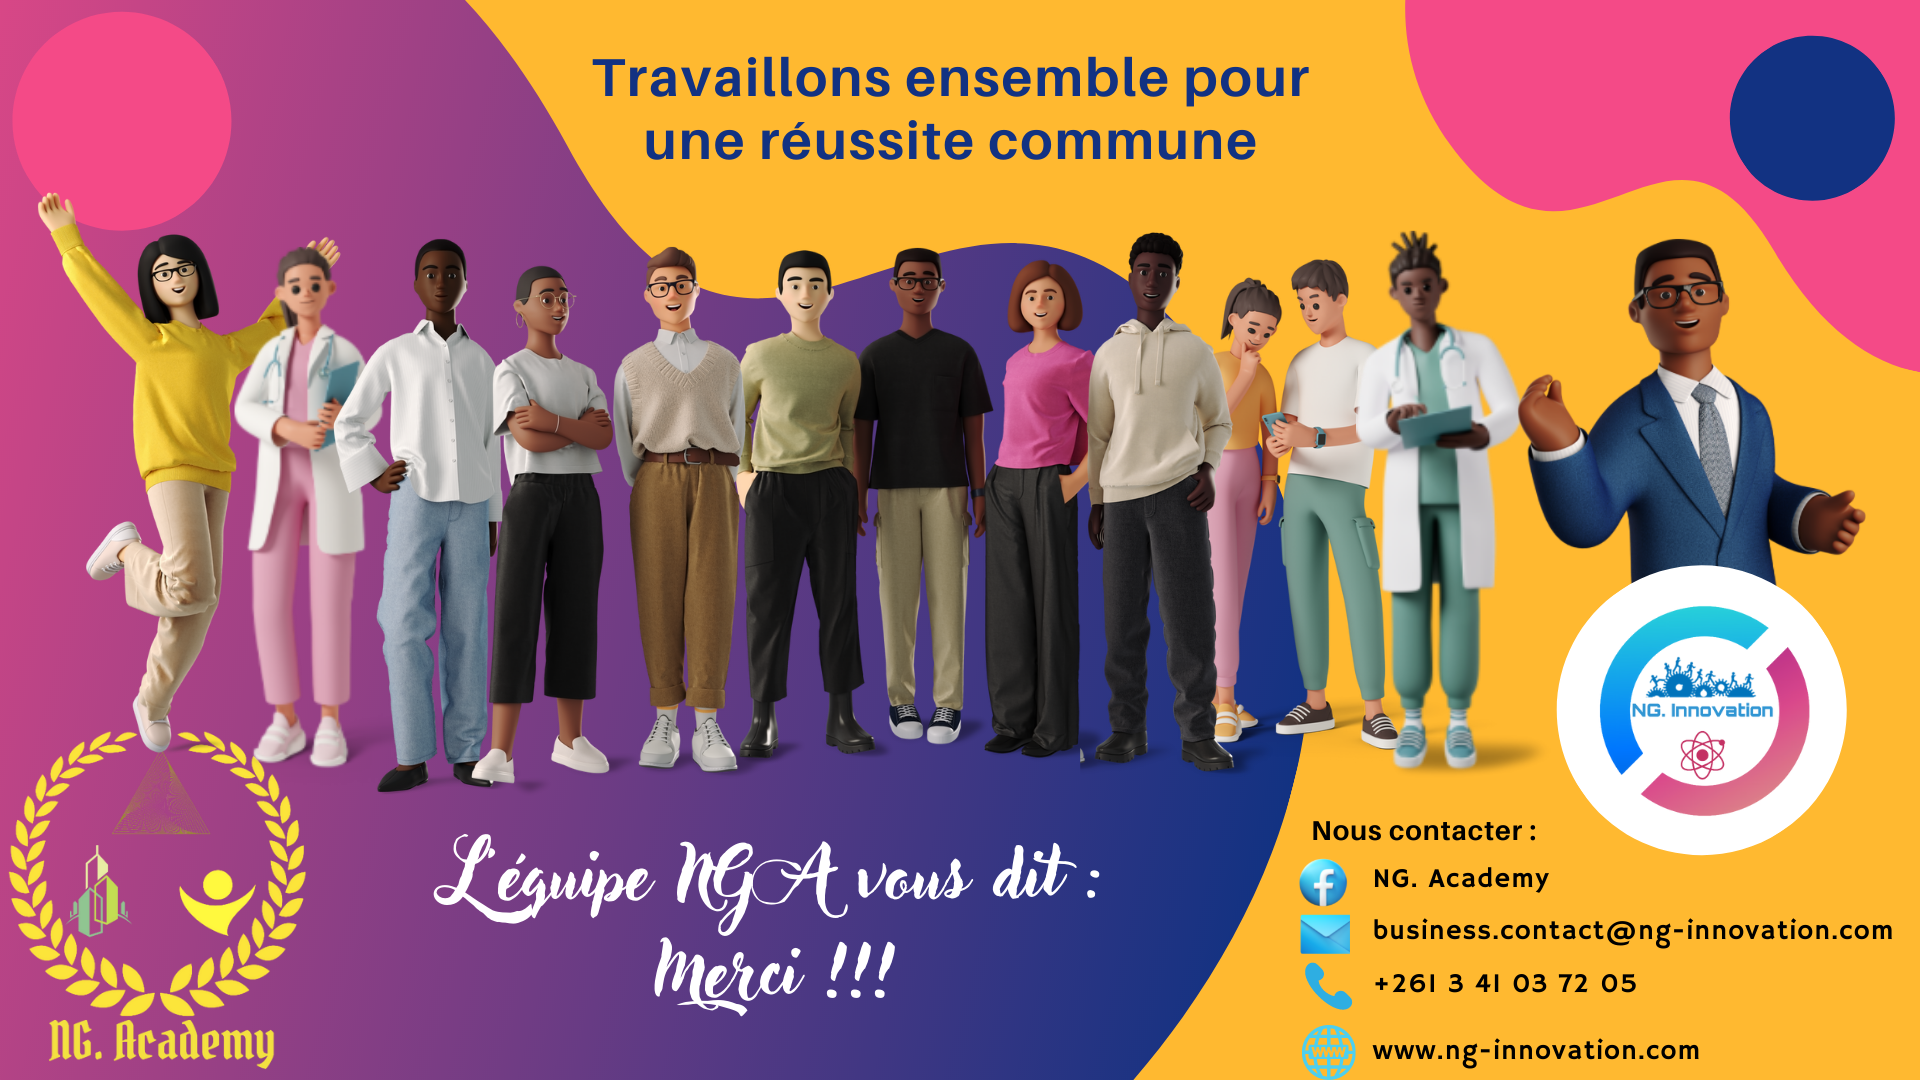 Travaillons ensemble pour
une réussite commune
NG. Innovation
L'équipe NGA vous dit :
Merci !!!
NG. Academy
Nous contacter :
NG. Academy
business.contact@ng-innovation.com
+261 3 41 03 72 05
www
www.ng-innovation.com